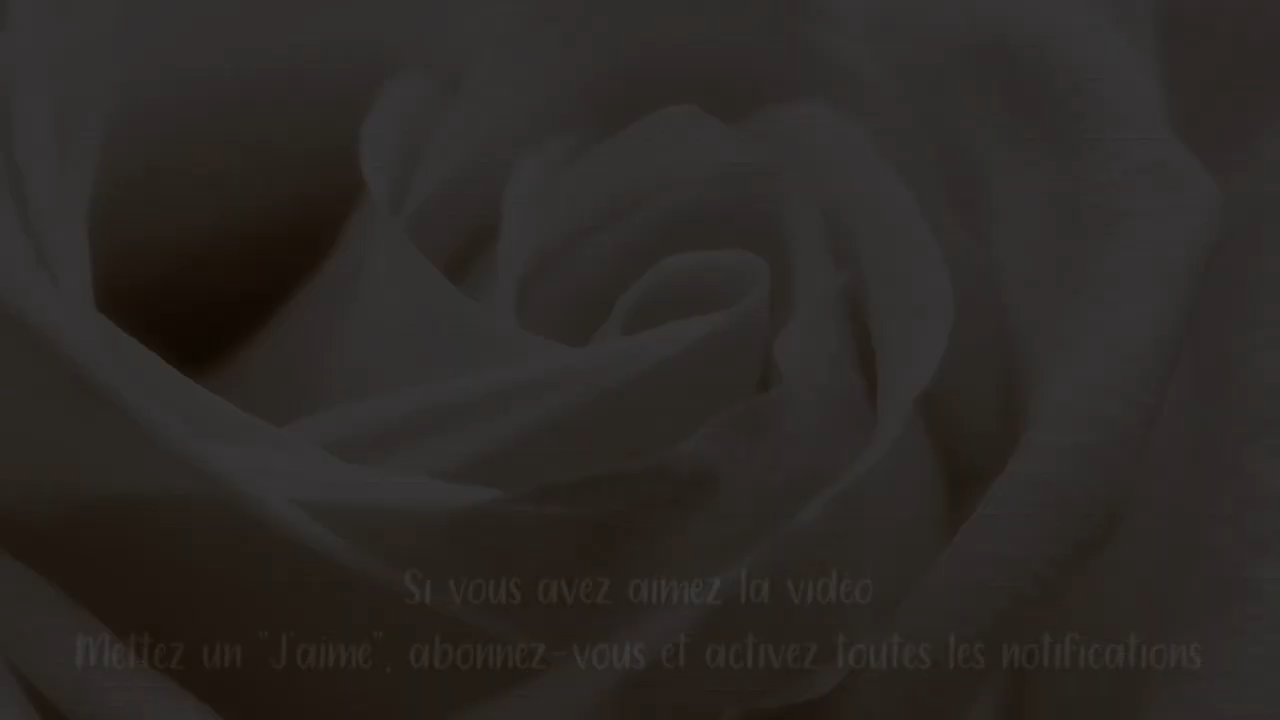 Si vous avez aimez la vidéo
Mettez un "J'aime", abonnez-vous et activez toutes les notifications